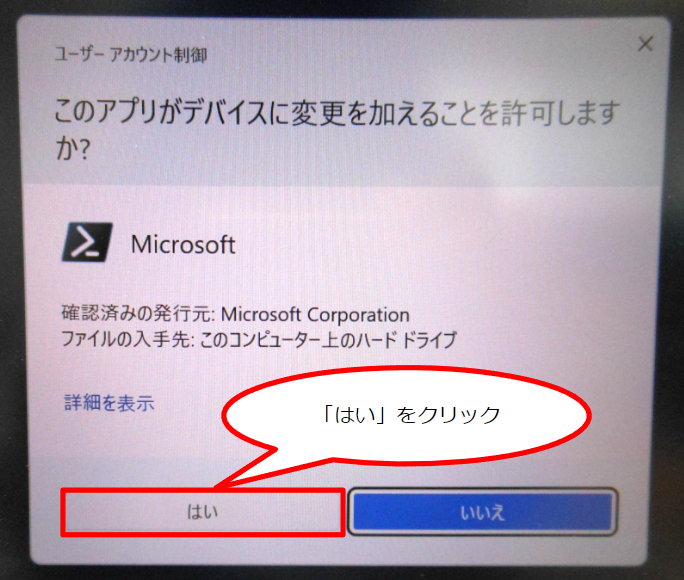 ユーザー アカウント制御
このアプリがデバイスに変更を加えることを許可します
か?
Microsoft
確認済みの発行元: Microsoft Corporation
ファイルの入手先: このコンピューター上のハード ドライブ
詳細を表示
「はい」をクリック
はい
いいえ